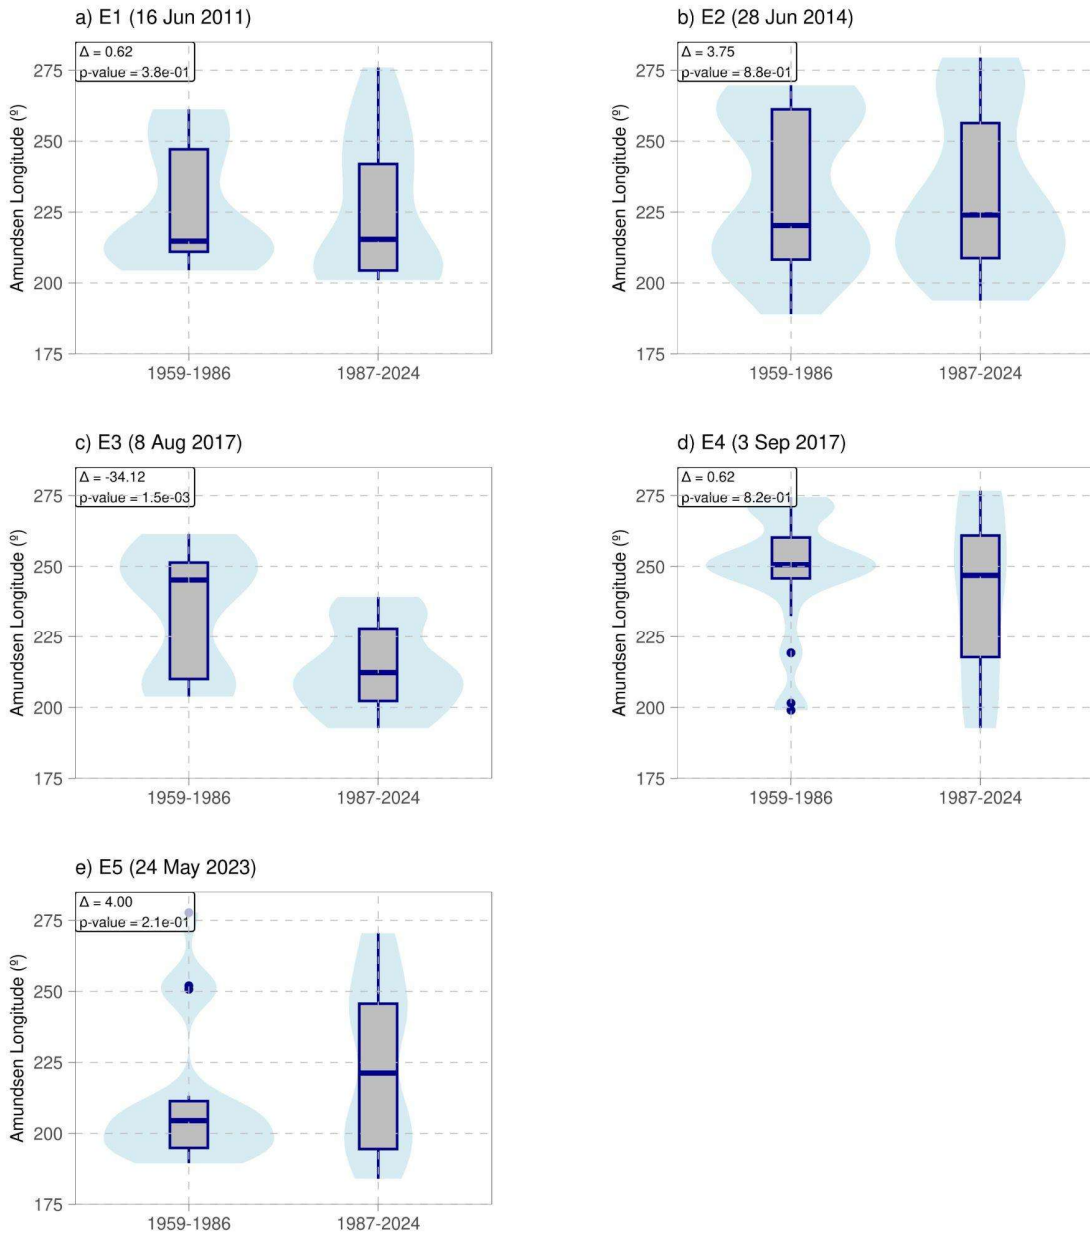 a) E1 (16 Jun 2011)
Δ = 0.62
p-value = 3.8e-01
275
250
225
200
175
Amundsen Longitude (º)
1959-1986
1987-2024
b) E2 (28 Jun 2014)
Δ = 3.75
p-value = 8.8e-01
275
250
225
200
175
Amundsen Longitude (º)
1959-1986
1987-2024
c) E3 (8 Aug 2017)
Δ = -34.12
p-value = 1.5e-03
275
250
225
200
175
Amundsen Longitude (º)
1959-1986
1987-2024
d) E4 (3 Sep 2017)
Δ = 0.62
p-value = 8.2e-01
275
250
225
200
175
Amundsen Longitude (º)
1959-1986
1987-2024
e) E5 (24 May 2023)
Δ = 4.00
p-value = 2.1e-01
275
250
225
200
175
Amundsen Longitude (º)
1959-1986
1987-2024